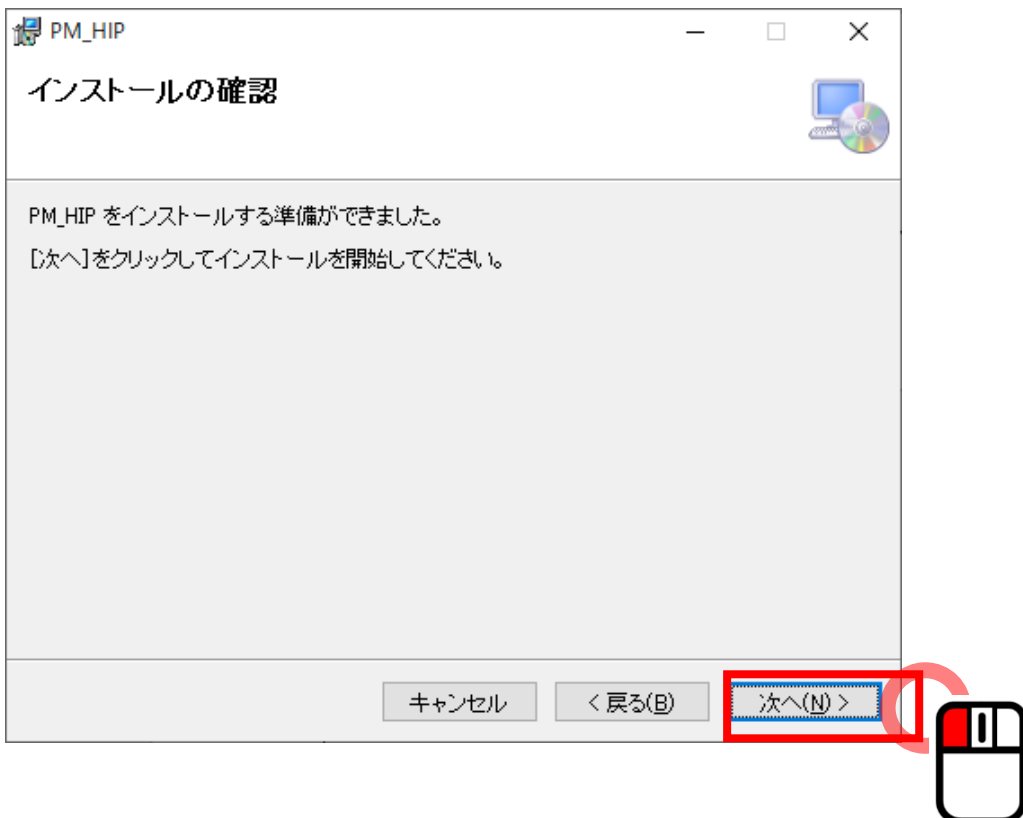 PM_HIP
インストールの確認
PM_HIP をインストールする準備ができました。
[次へ]をクリックしてインストールを開始してください。
キャンセル
< 戻る(B)
次へ(N) >